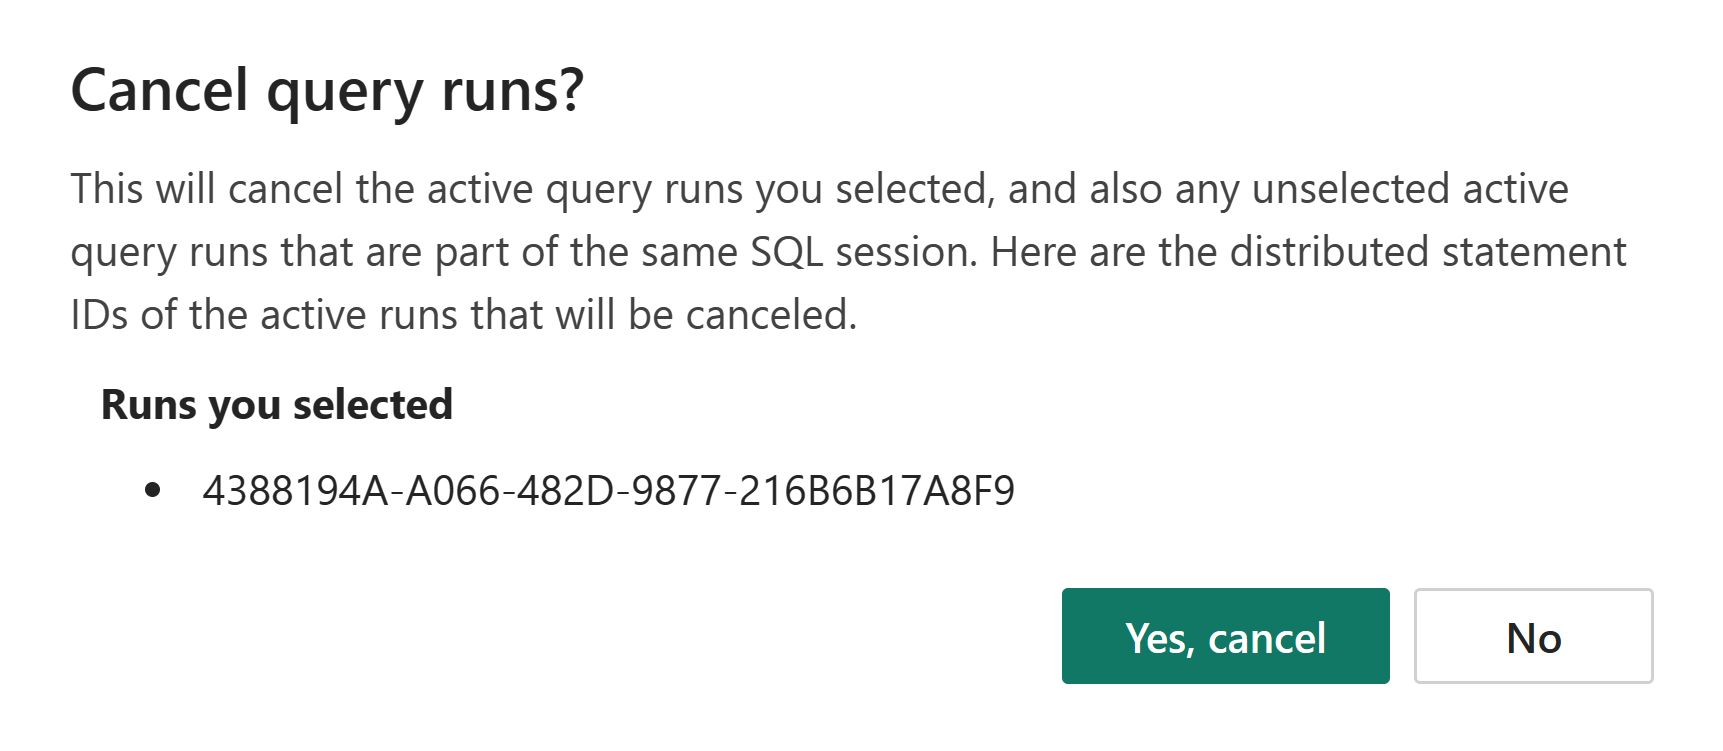 Cancel query runs?
This will cancel the active query runs you selected, and also any unselected active
query runs that are part of the same SQL session. Here are the distributed statement
IDs of the active runs that will be canceled.
Runs you selected
• 4388194A-A066-482D-9877-216B6B17A8F9
Yes, cancel
No